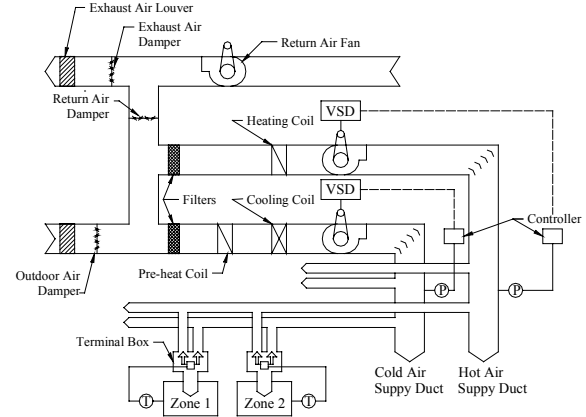 Exhaust Air Louver
Exhaust Air
Damper
Return Air Fan
Return Air
Damper
Heating Coil
VSD
VSD
Filters
Cooling Coil
Controller
Outdoor Air
Damper
Pre-heat Coil
P
P
Terminal Box
T
Zone 1
Zone 2
T
Cold Air
Suppy Duct
Hot Air
Suppy Duct